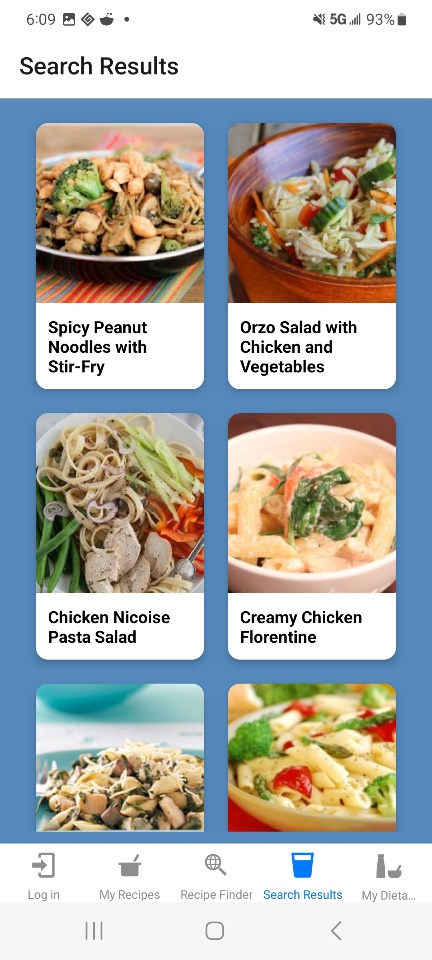 6:09
5G 93%
Search Results
Spicy Peanut
Noodles with
Stir-Fry
Orzo Salad with
Chicken and
Vegetables
Chicken Nicoise
Pasta Salad
Creamy Chicken
Florentine
Log in
My Recipes
Recipe Finder
Search Results
My Dieta...